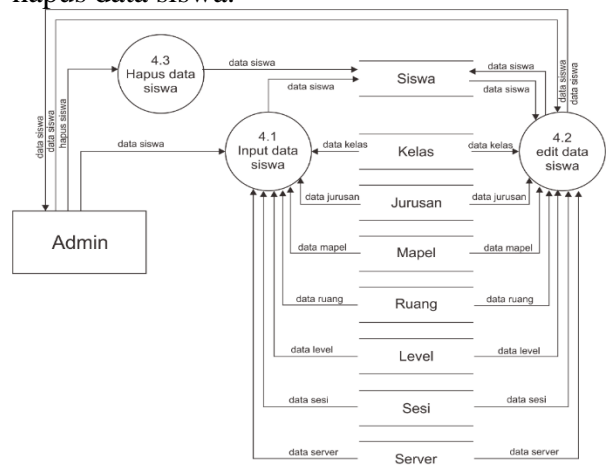 hapus data siswa.
4.3
Hapus data
siswa
data siswa
data siswa
Siswa
data siswa
data siswa
data siswa
data siswa
data siswa
data siswa
hapus siswa
data siswa
4.1
Input data
siswa
data kelas
Kelas
data kelas
4.2
edit data
siswa
data jurusan
Jurusan
data jurusan
Admin
data mapel
Mapel
data mapel
data ruang
Ruang
data ruang
data level
Level
data level
data sesi
Sesi
data sesi
data server
Server
data server